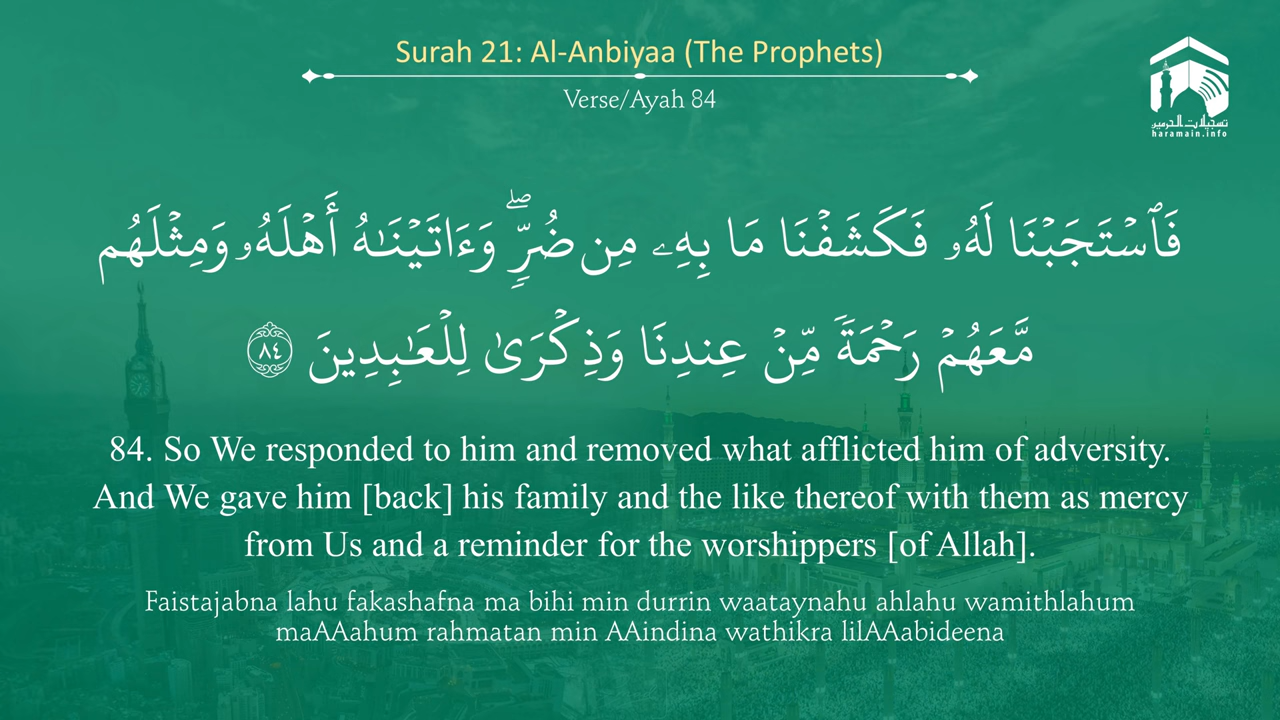 Surah 21: Al-Anbiyaa (The Prophets)
Verse/Ayah 84
تسجيلات الحرمين
haramain.info
فَٱسۡتَجَبۡنَا لَهُۥ فَكَشَفۡنَا مَا بِهِۦ مِن ضُرّٖۖ وَءَاتَيۡنَٰهُ أَهۡلَهُۥ وَمِثۡلَهُم
مَّعَهُمۡ رَحۡمَةٗ مِّنۡ عِندِنَا وَذِكۡرَىٰ لِلۡعَٰبِدِينَ ٨٤
84. So We responded to him and removed what afflicted him of adversity.
And We gave him [back] his family and the like thereof with them as mercy
from Us and a reminder for the worshippers [of Allah].
Faistajabna lahu fakashafna ma bihi min durrin waataynahu ahlahu wamithlahum
maAAahum rahmatan min AAindina wathikra lilAAabideena